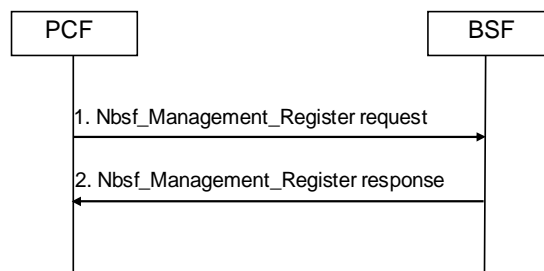 PCF
BSF
1. Nbsf_Management_Register request
2. Nbsf_Management_Register response